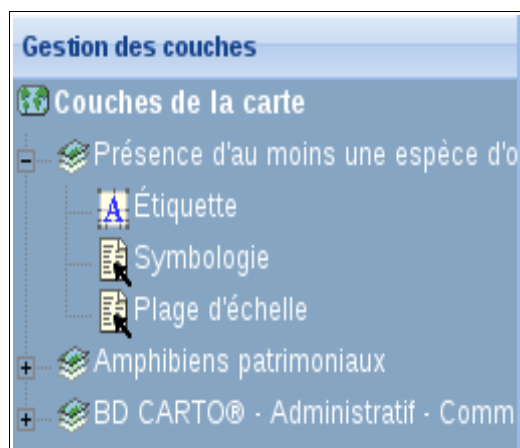 Gestion des couches
Couches de la carte
Présence d'au moins une espèce d'o
Étiquette
Symbologie
Plage d'échelle
Amphibiens patrimoniaux
BD CARTO® - Administratif - Comm